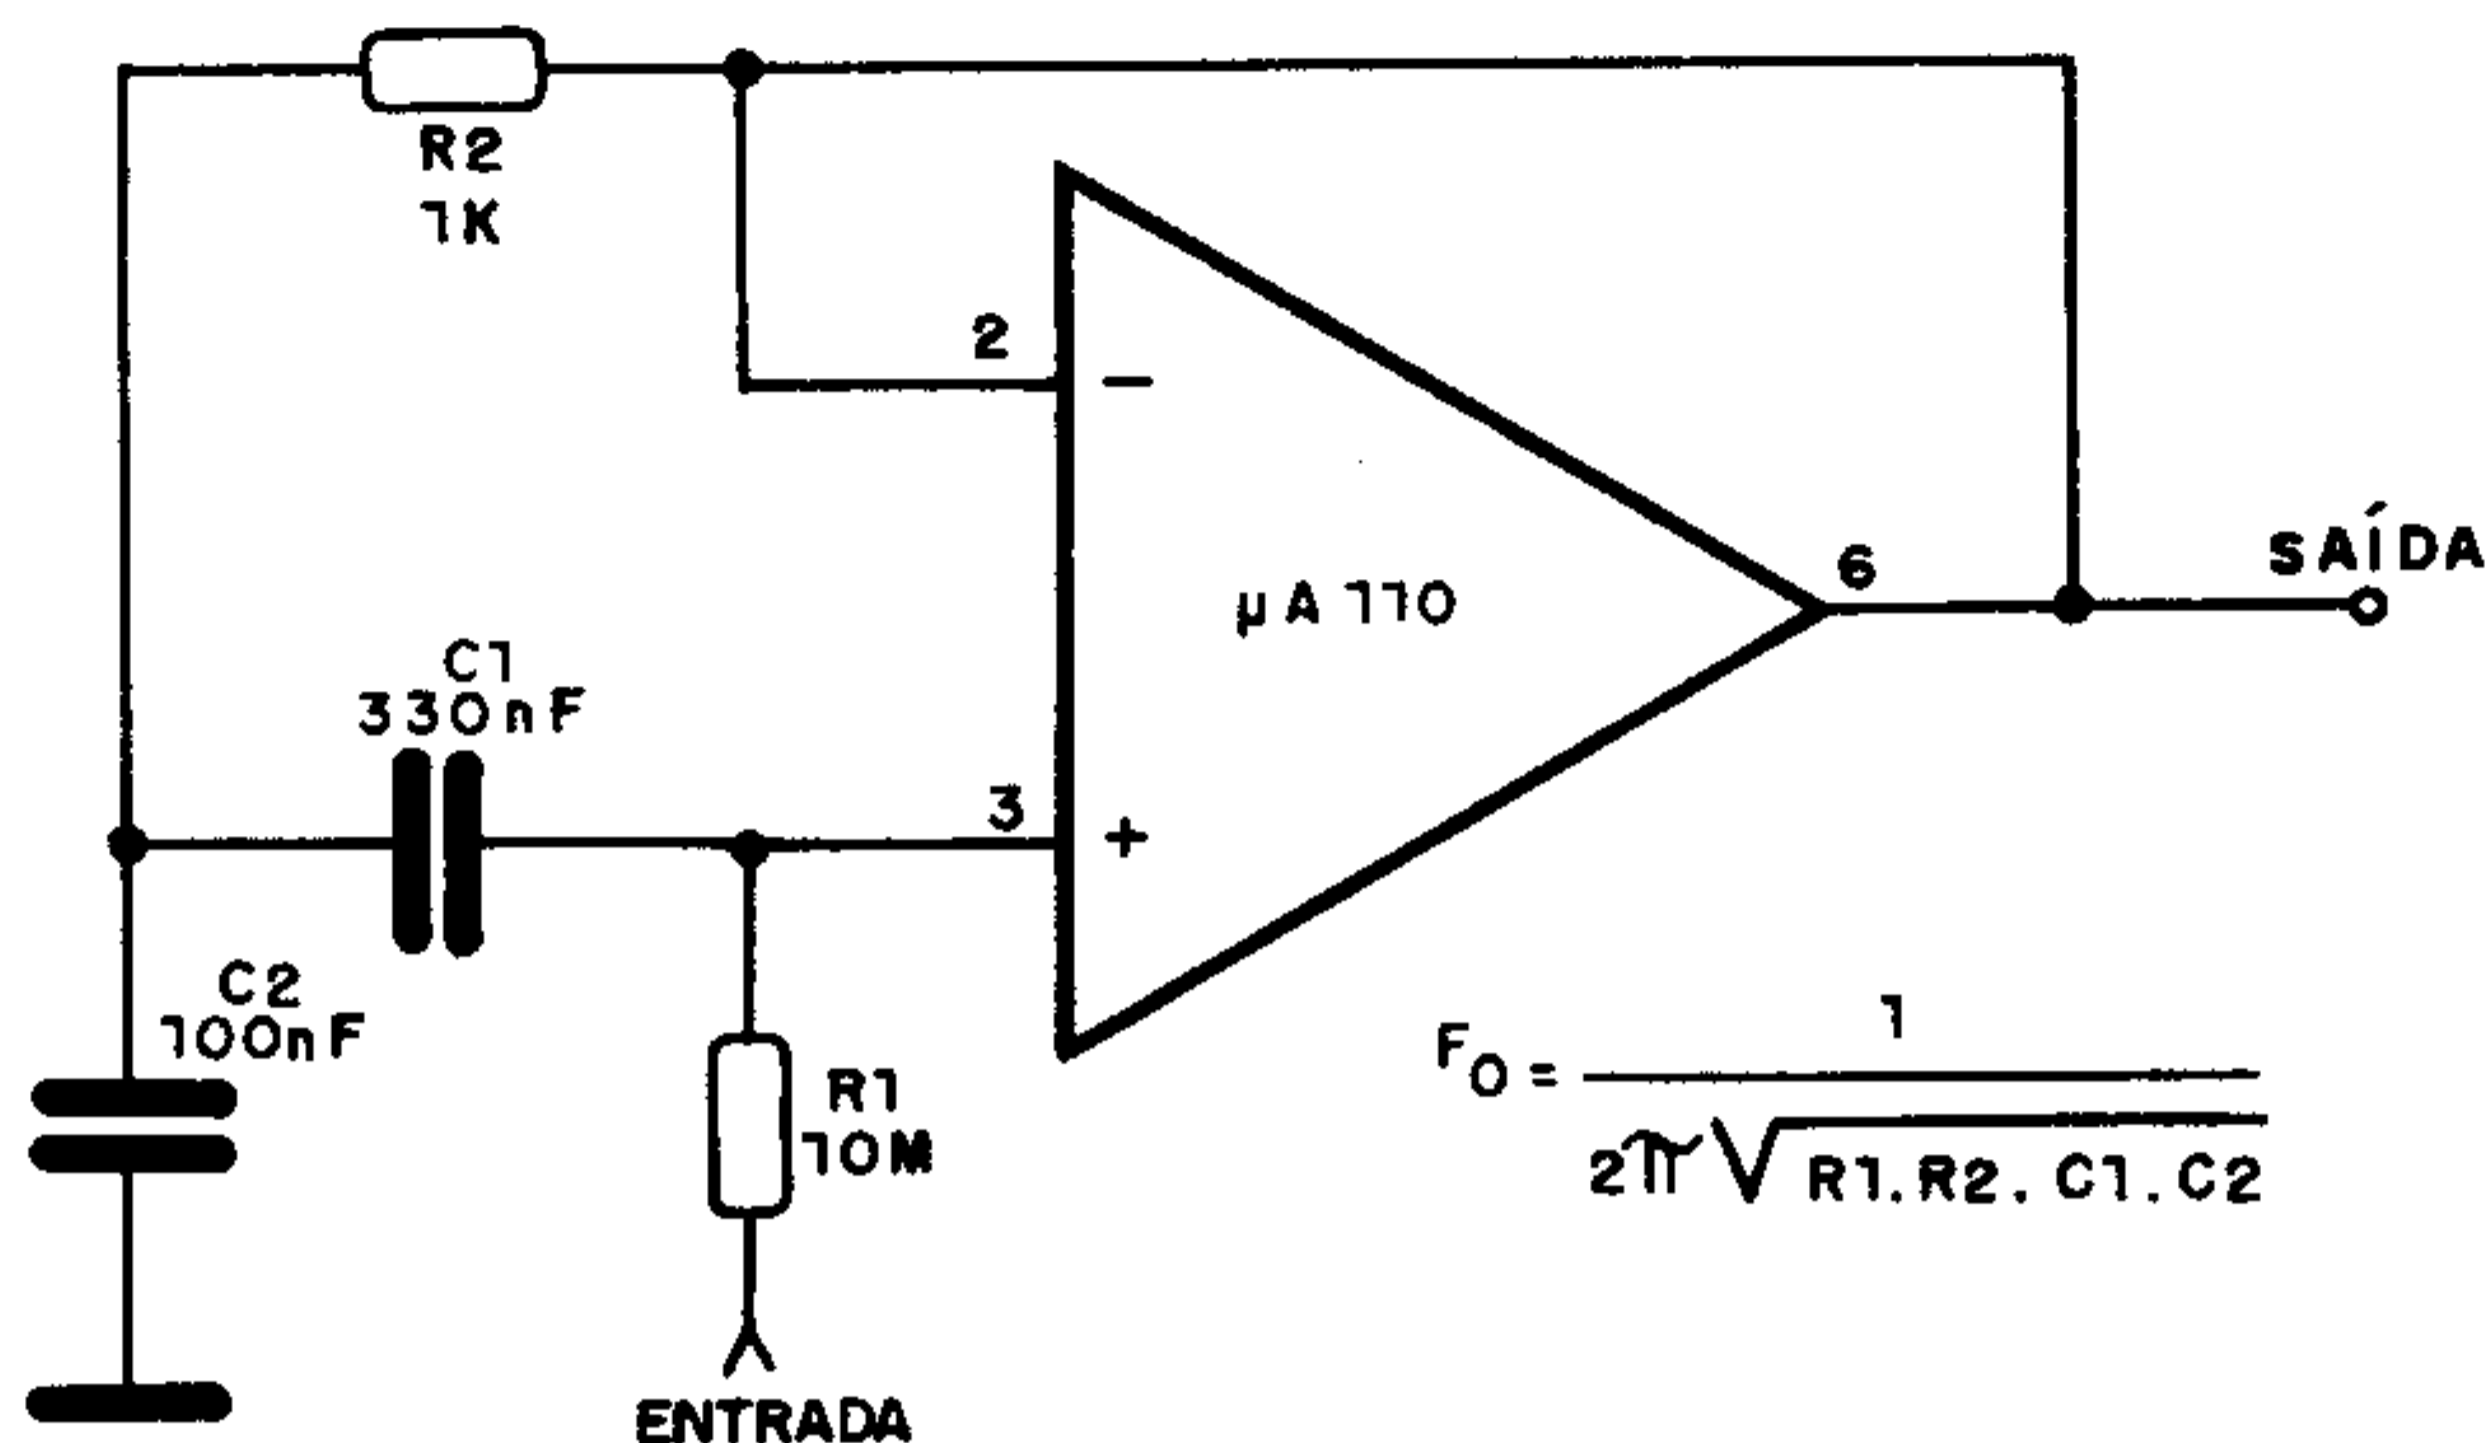 R2
1K
2
-
µA 110
6
SAÍDA
C1
330nF
3
+
C2
100nF
R1
10M
F0 = 1
2π√R1.R2.C1.C2
ENTRADA